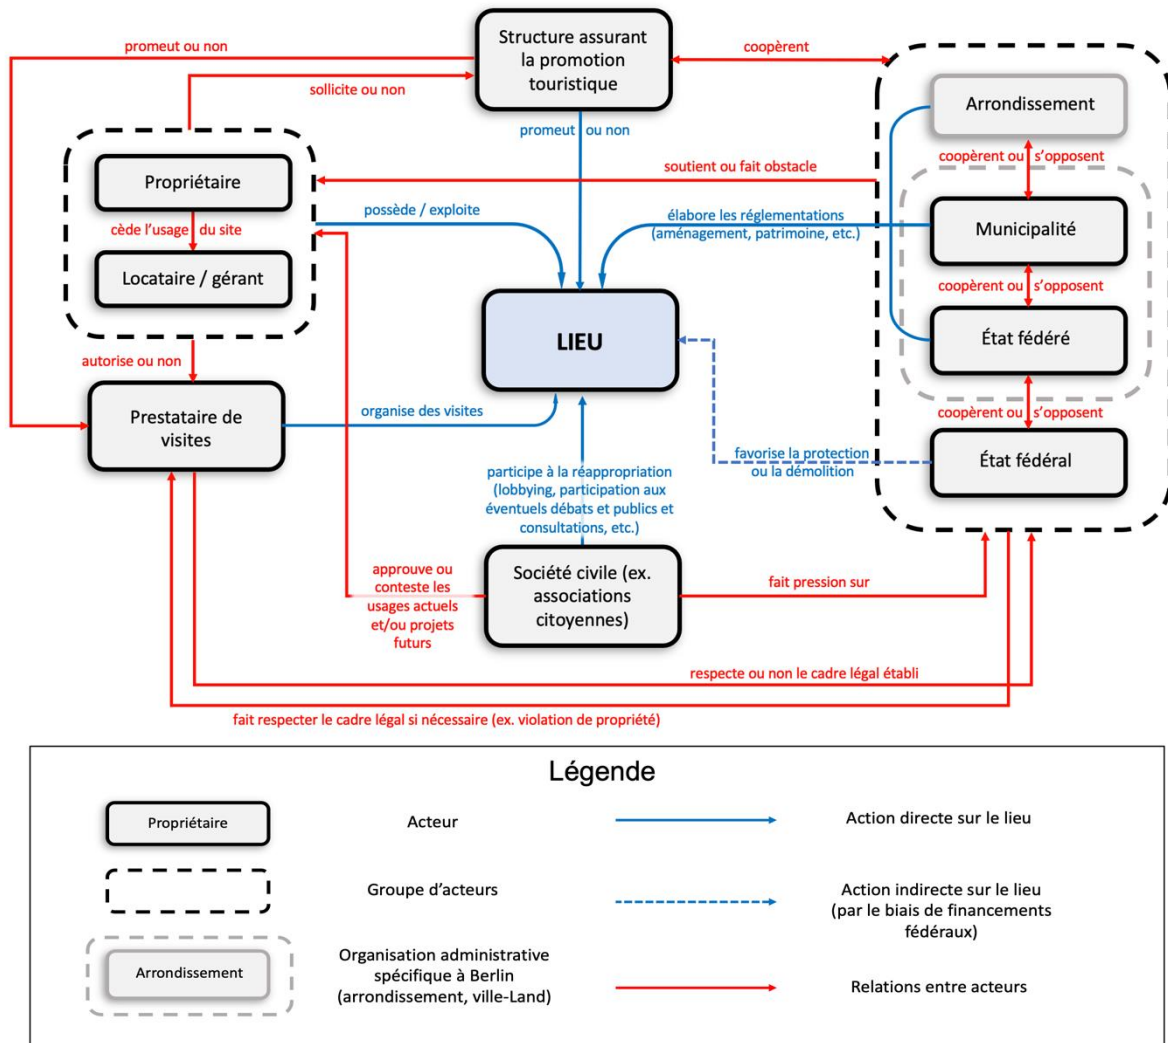 promeut ou non
Structure assurant
la promotion
touristique
coopèrent
sollicite ou non
Arrondissement
promeut ou non
coopèrent ou s'opposent
Propriétaire
soutient ou fait obstacle
cède l'usage du site
possède / exploite
élabore les réglementations
(aménagement, patrimoine, etc.)
Municipalité
Locataire / gérant
coopèrent ou s'opposent
LIEU
État fédéré
autorise ou non
Prestataire de
visites
organise des visites
coopèrent ou s'opposent
favorise la protection
ou la démolition
État fédéral
participe à la réappropriation
(lobbying, participation aux
éventuels débats et publics et
consultations, etc.)
approuve ou
conteste les
usages actuels
et/ou projets
futurs
Société civile (ex.
associations
citoyennes)
fait pression sur
respecte ou non le cadre légal établi
fait respecter le cadre légal si nécessaire (ex. violation de propriété)
Légende
Propriétaire
Acteur
Action directe sur le lieu
Groupe d'acteurs
Action indirecte sur le lieu
(par le biais de financements
fédéraux)
Arrondissement
Organisation administrative
spécifique à Berlin
(arrondissement, ville-Land)
Relations entre acteurs